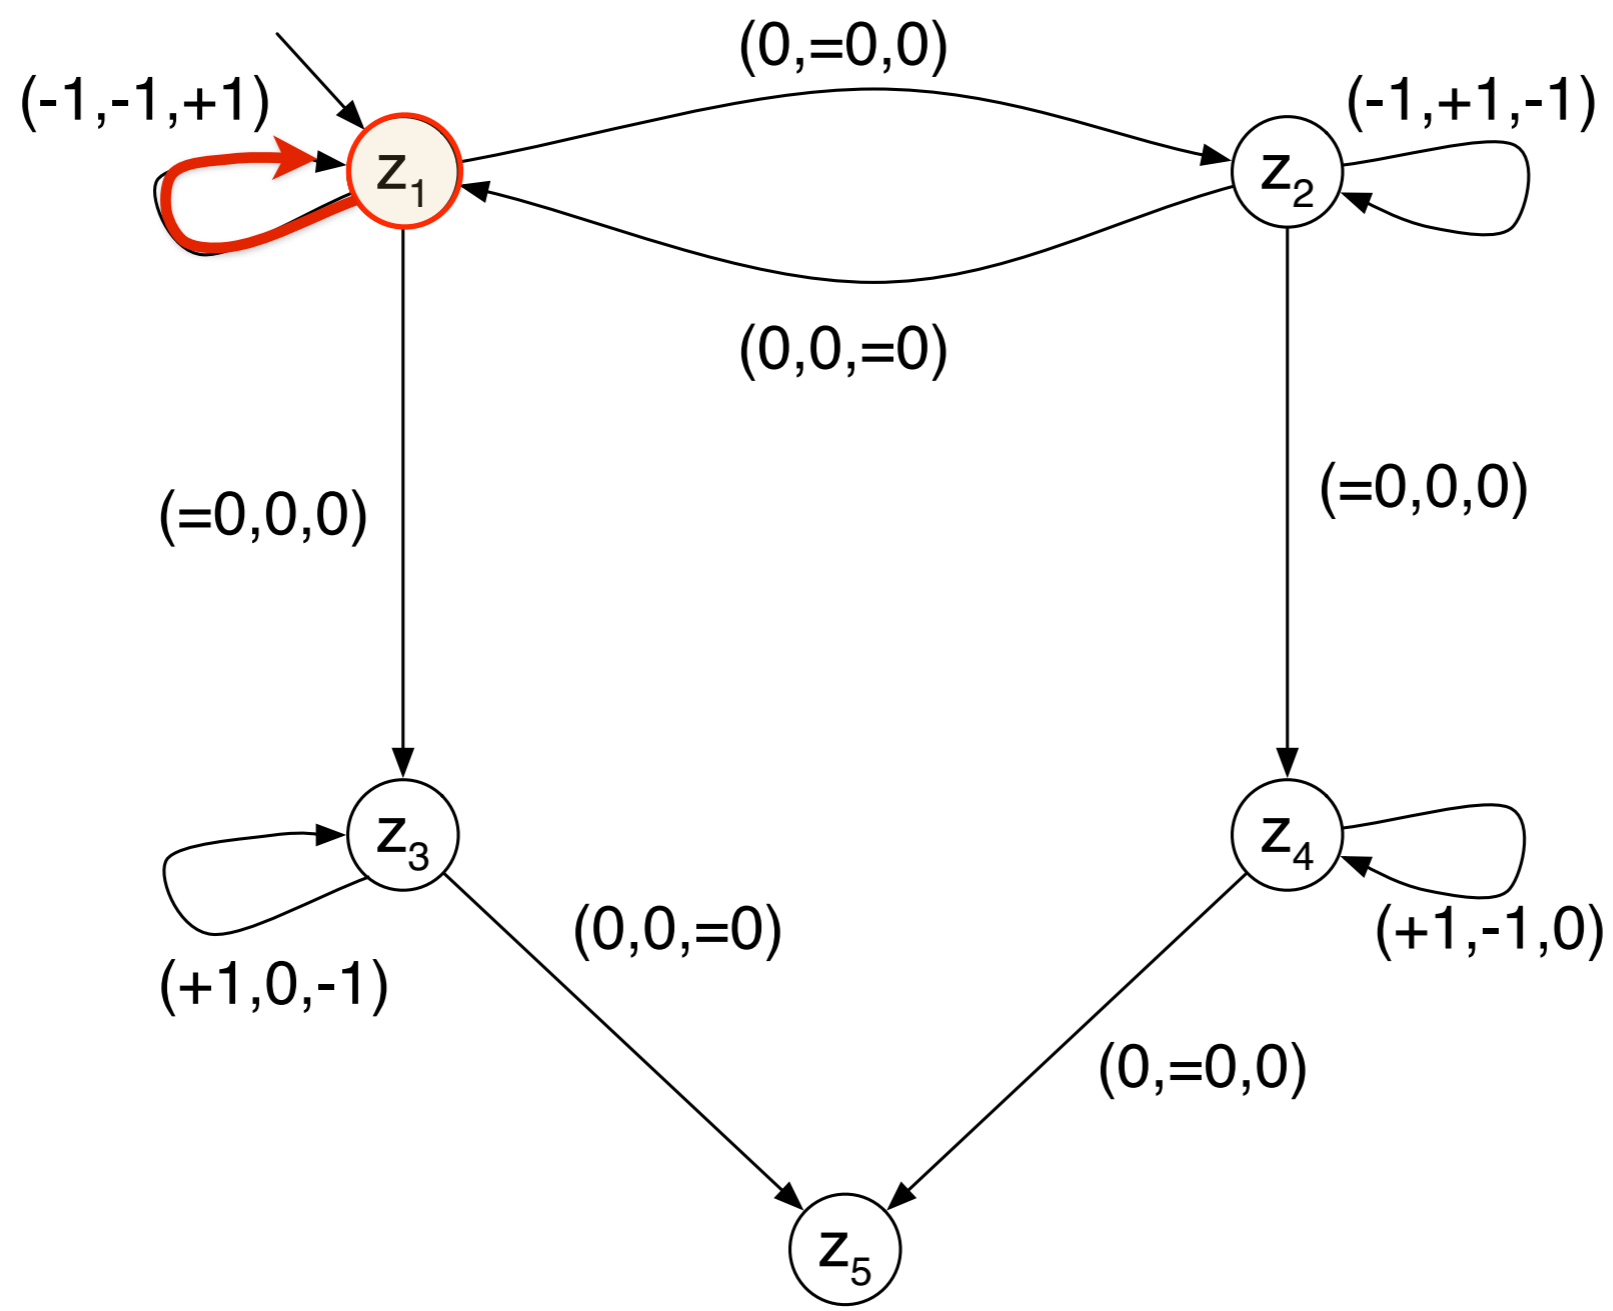 (0,=0,0)
(-1,-1,+1)
(-1,+1,-1)
z1
z2
(0,0,=0)
(=0,0,0)
(=0,0,0)
z3
z4
(0,0,=0)
(+1,-1,0)
(+1,0,-1)
(0,=0,0)
z5